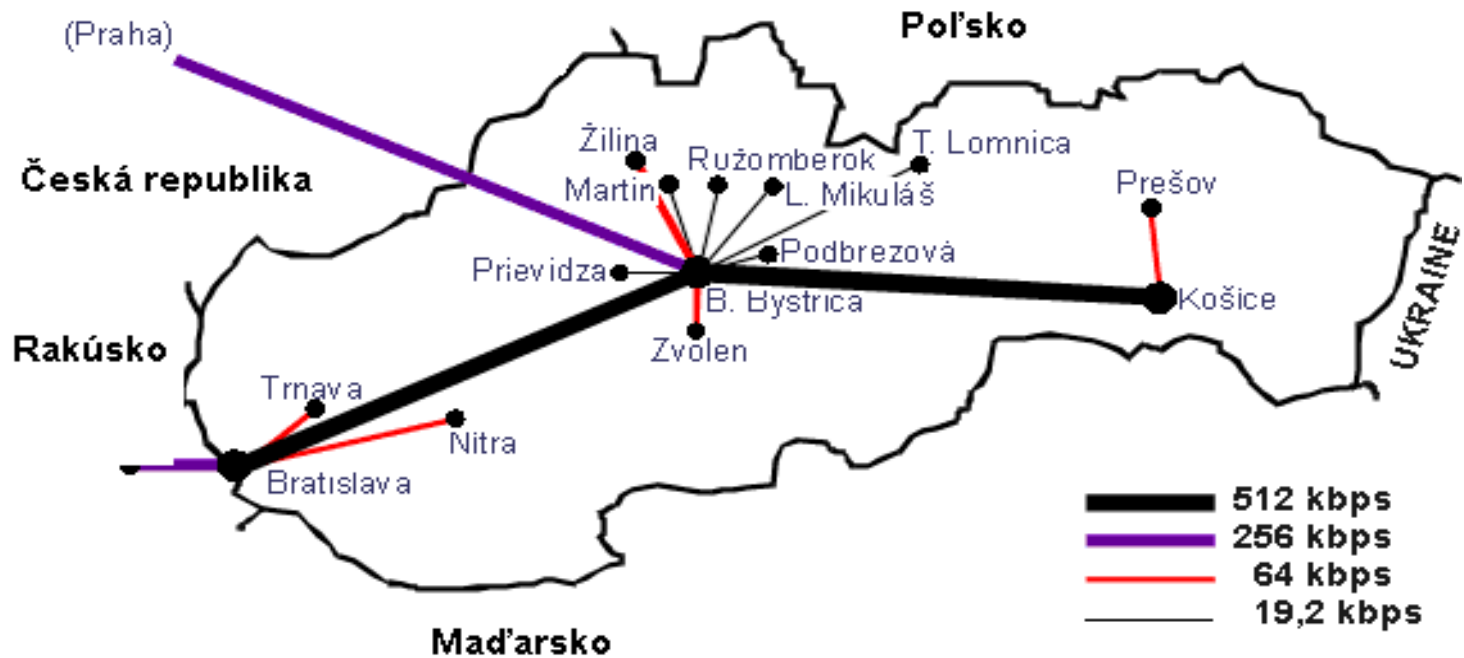 (Praha)
Poľsko
Žilina
Ružomberok
T. Lomnica
Česká republika
Martin
L. Mikuláš
Prešov
Podbrezová
Prievidza
B. Bystrica
Košice
UKRAINE
Zvolen
Rakúsko
Trnava
Nitra
Bratislava
512 kbps
256 kbps
64 kbps
19,2 kbps
Maďarsko